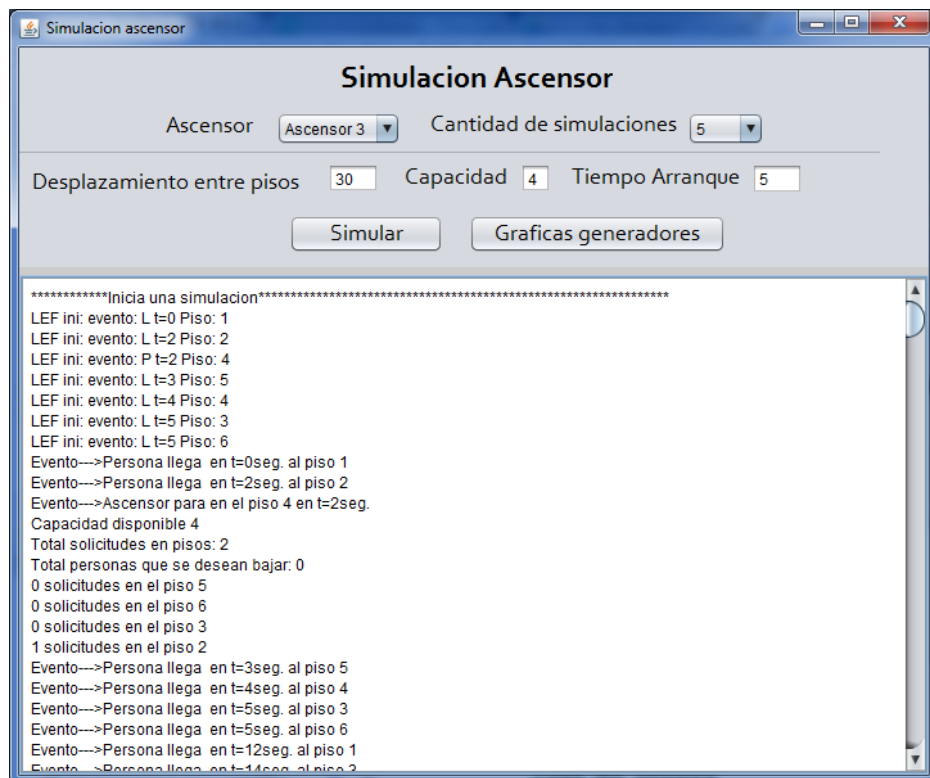 Simulacion ascensor
Simulacion Ascensor
Ascensor Ascensor 3 Cantidad de simulaciones 5
Desplazamiento entre pisos 30 Capacidad 4 Tiempo Arranque 5
Simular Graficas generadores
************Inicia una simulacion****************************************************************
LEF ini: evento: L t=0 Piso: 1
LEF ini: evento: L t=2 Piso: 2
LEF ini: evento: P t=2 Piso: 4
LEF ini: evento: L t=3 Piso: 5
LEF ini: evento: L t=4 Piso: 4
LEF ini: evento: L t=5 Piso: 3
LEF ini: evento: L t=5 Piso: 6
Evento--->Persona llega  en t=0seg. al piso 1
Evento--->Persona llega  en t=2seg. al piso 2
Evento--->Ascensor para en el piso 4 en t=2seg.
Capacidad disponible 4
Total solicitudes en pisos: 2
Total personas que se desean bajar: 0
0 solicitudes en el piso 5
0 solicitudes en el piso 6
0 solicitudes en el piso 3
1 solicitudes en el piso 2
Evento--->Persona llega  en t=3seg. al piso 5
Evento--->Persona llega  en t=4seg. al piso 4
Evento--->Persona llega  en t=5seg. al piso 3
Evento--->Persona llega  en t=5seg. al piso 6
Evento--->Persona llega  en t=12seg. al piso 1
Evento--->Persona llega  en t=14seg. al piso